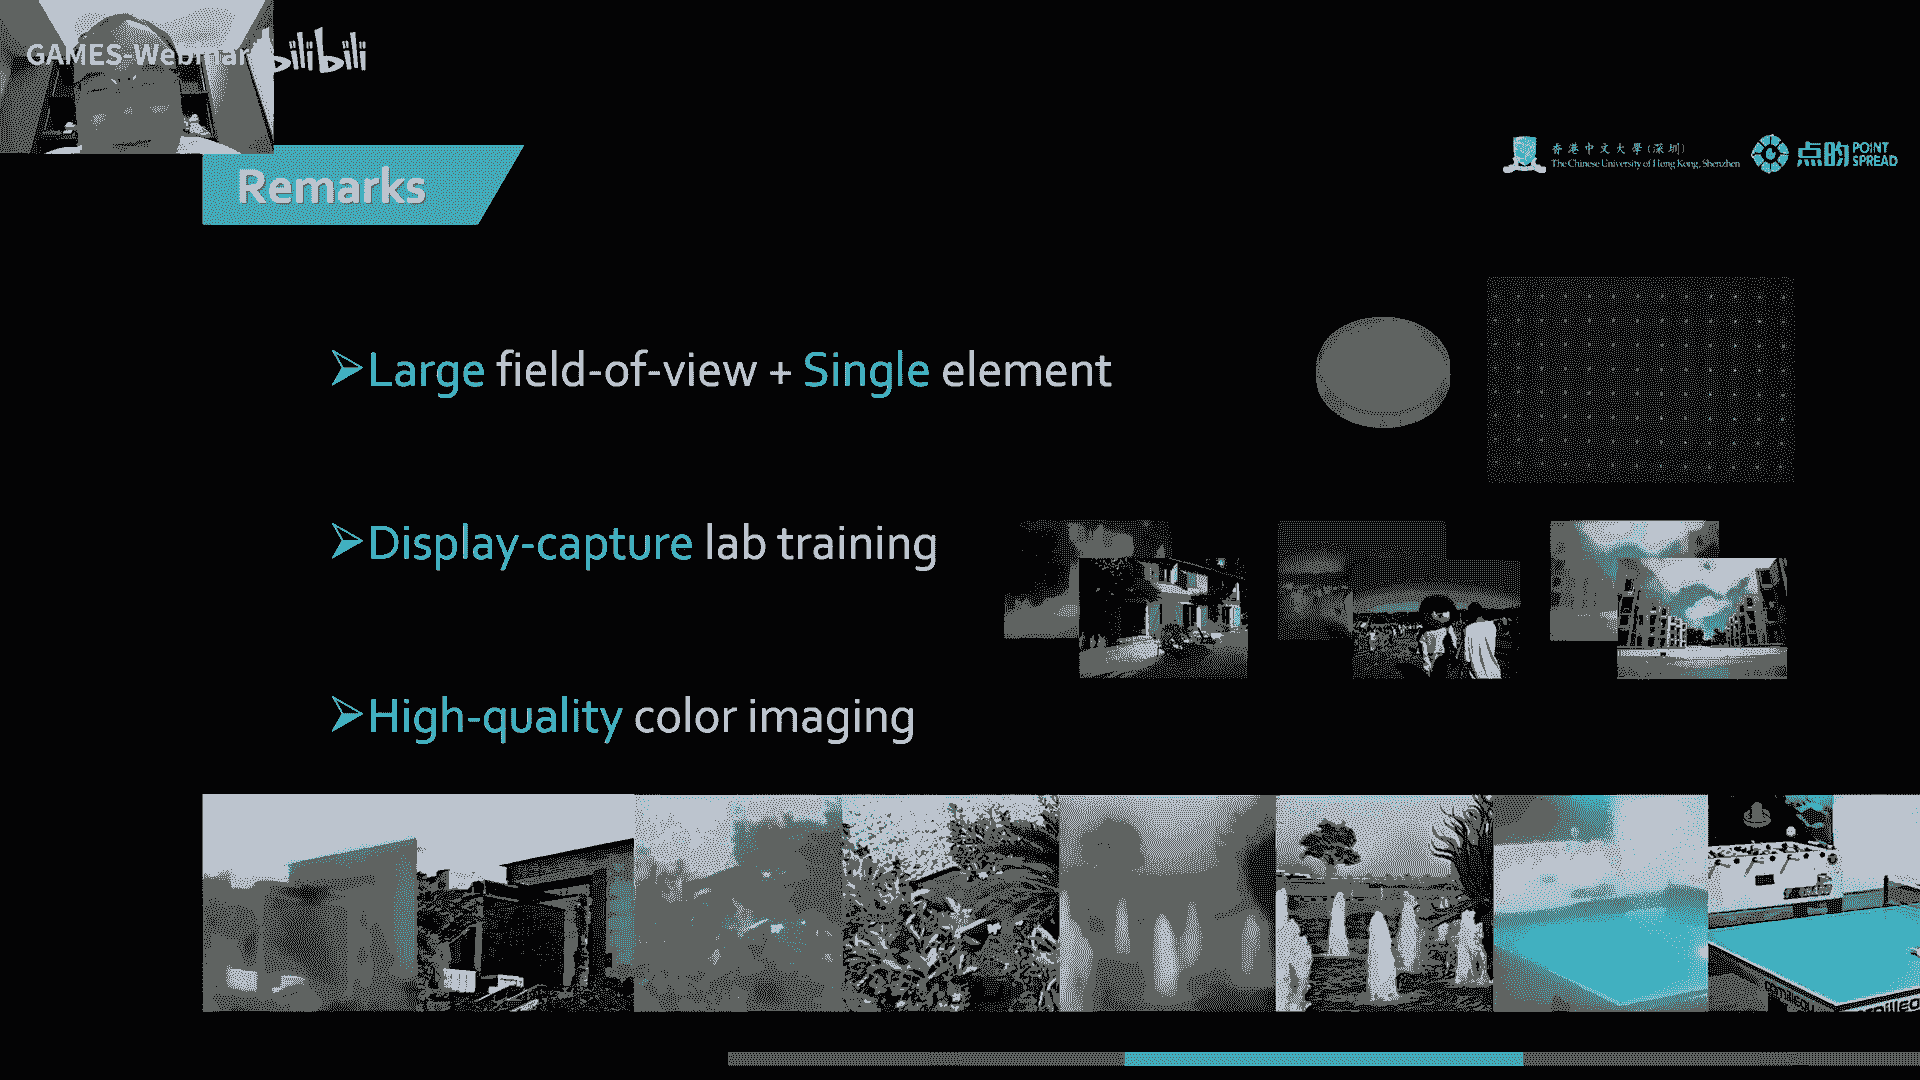 GAMES-Webinar
bilibili
香港中文大學(深圳)
The Chinese University of Hong Kong, Shenzhen
点昀
POINT
SPREAD
Remarks
Large field-of-view + Single element
Display-capture lab training
High-quality color imaging